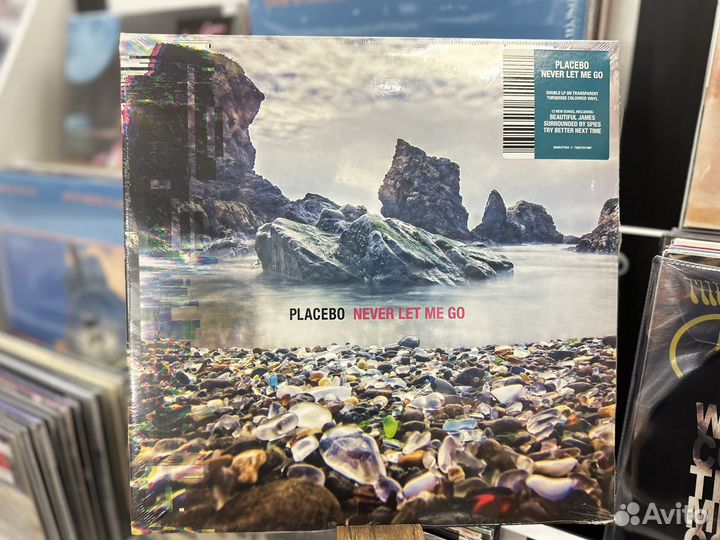 PLACEBO
NEVER LET ME GO
DOUBLE LP ON TRANSPARENT
TURQUOISE COLOURED VINYL
13 NEW SONGS, INCLUDING:
BEAUTIFUL JAMES
SURROUNDED BY SPIES
TRY BETTER NEXT TIME
PLACEBO NEVER LET ME GO
Avito